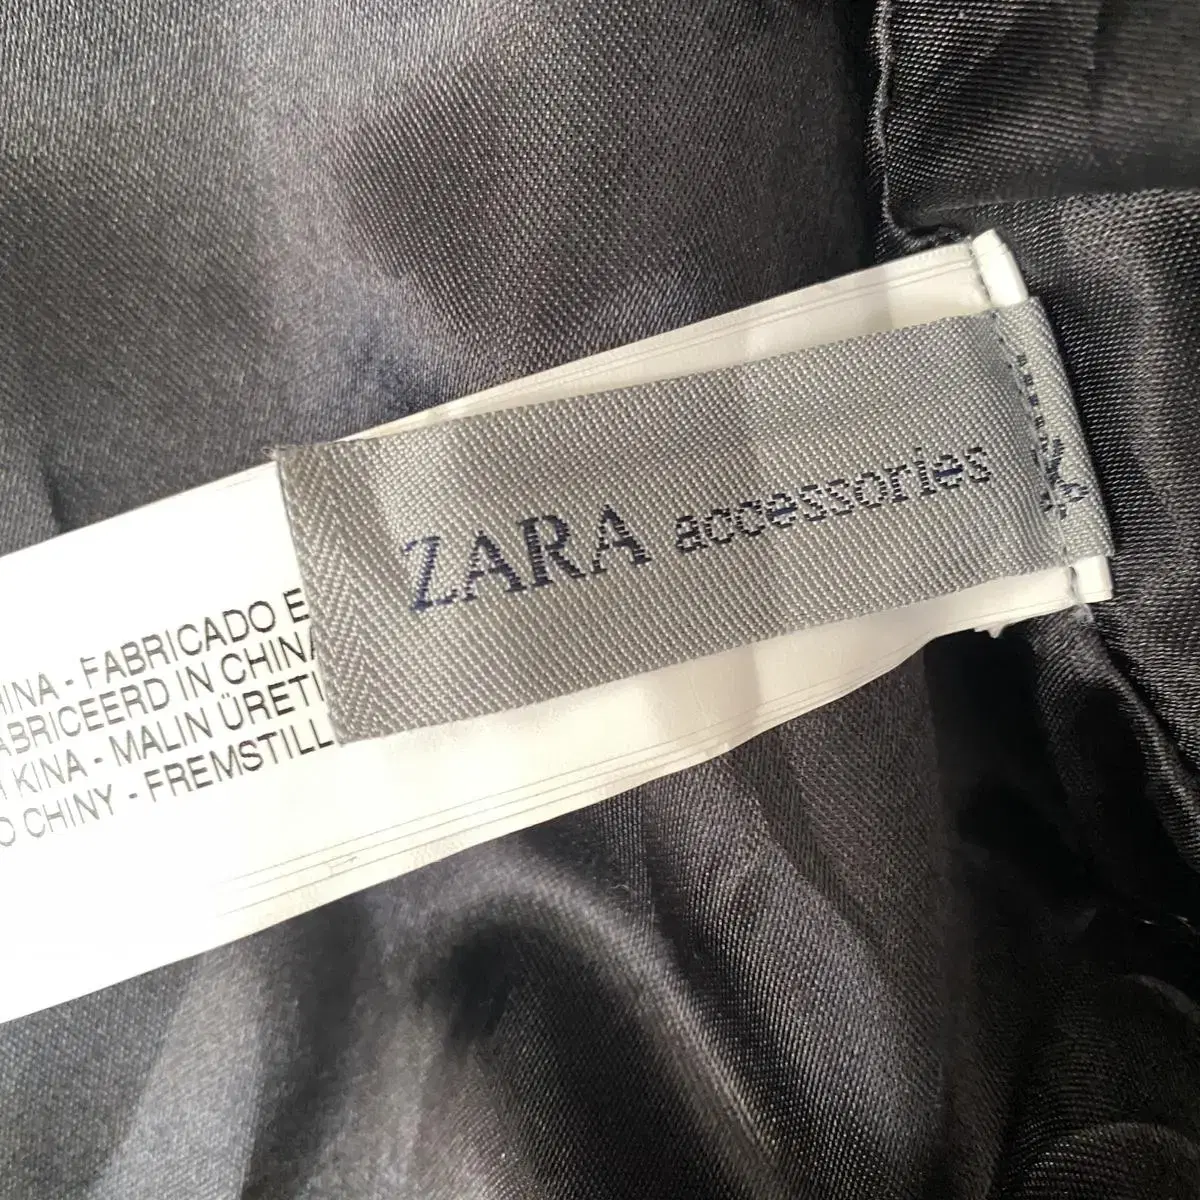 ZARA accessories
HINA - FABRICADO E
ABRICEERD IN CHINA
KINA - MALIN ÜRETI
O CHINY - FREMSTILL